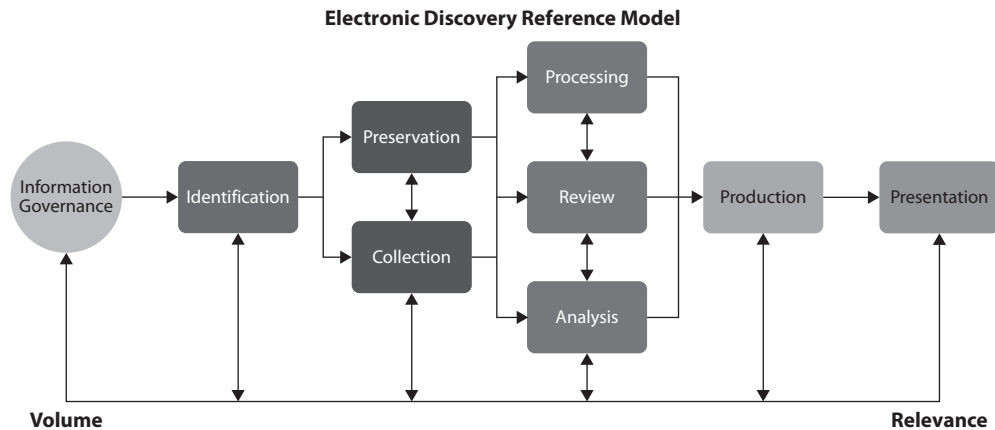 Electronic Discovery Reference Model
Processing
Preservation
Information
Governance
Identification
Review
Production
Presentation
Collection
Analysis
Volume
Relevance